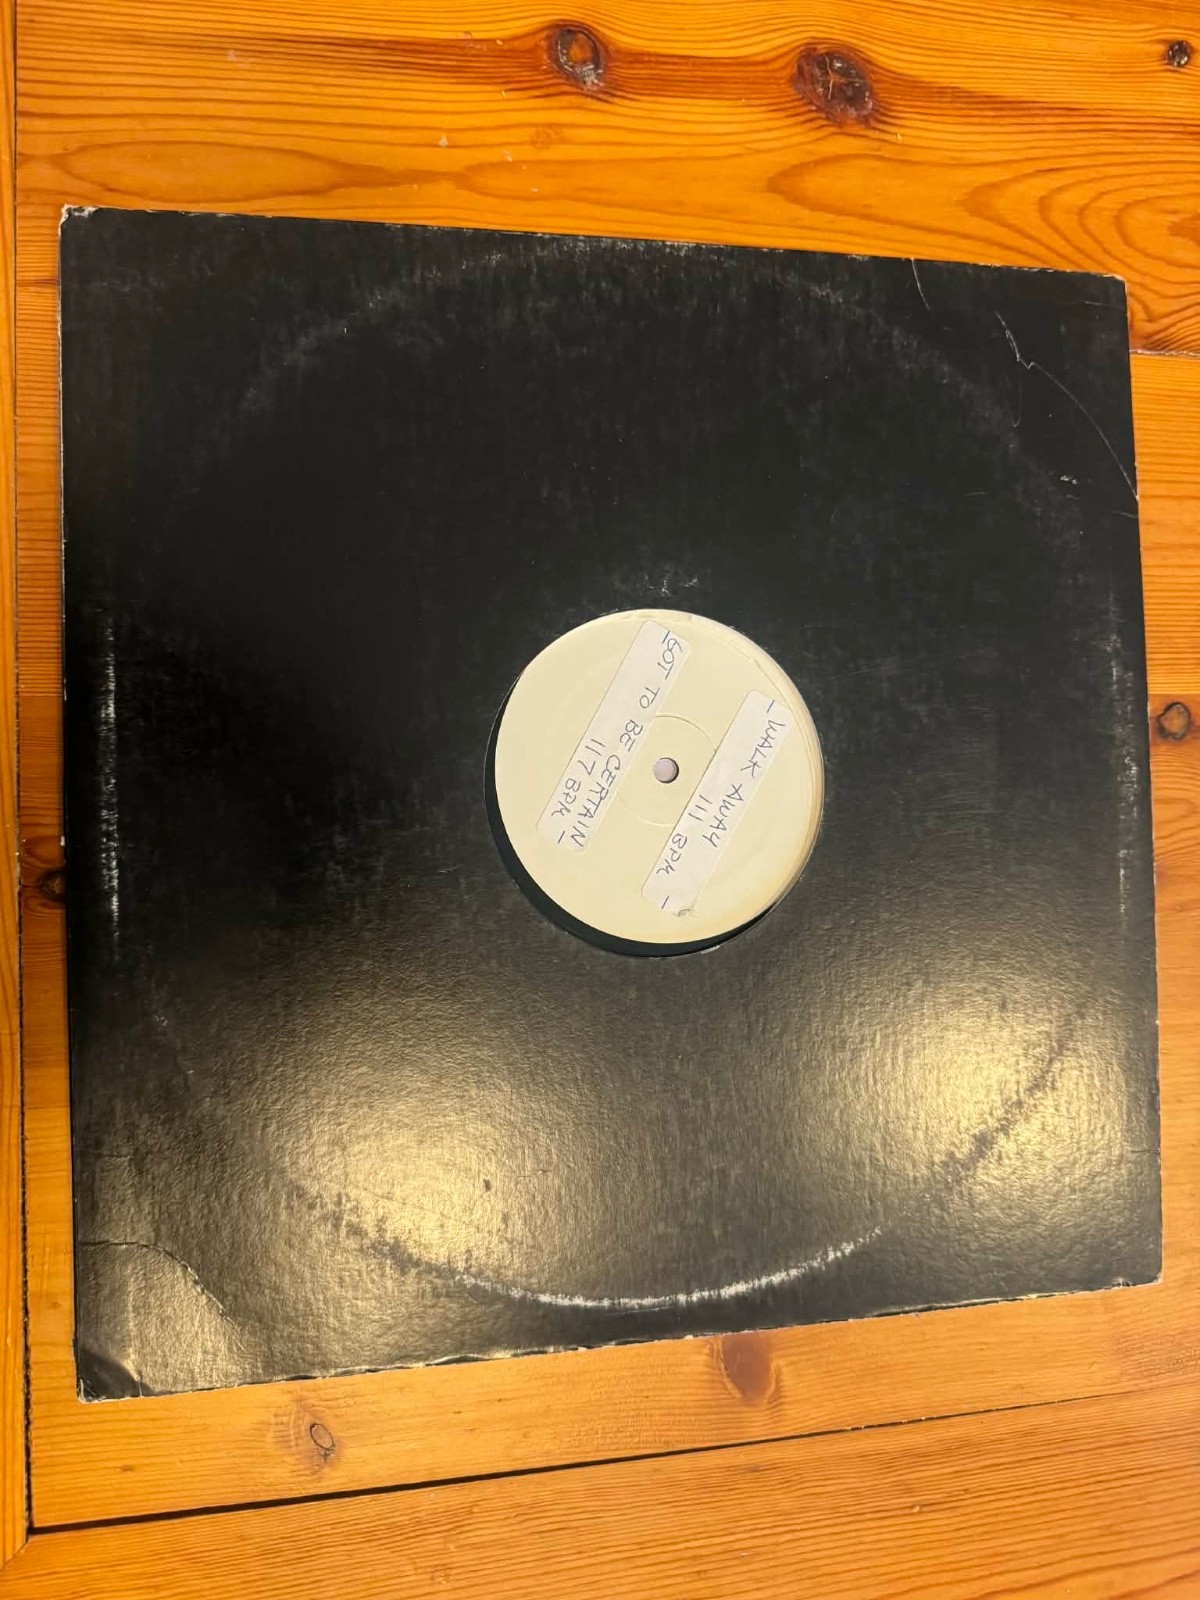 - WALK AWAY
111 BPM -
- GOT TO BE CERTAIN
117 BPM -